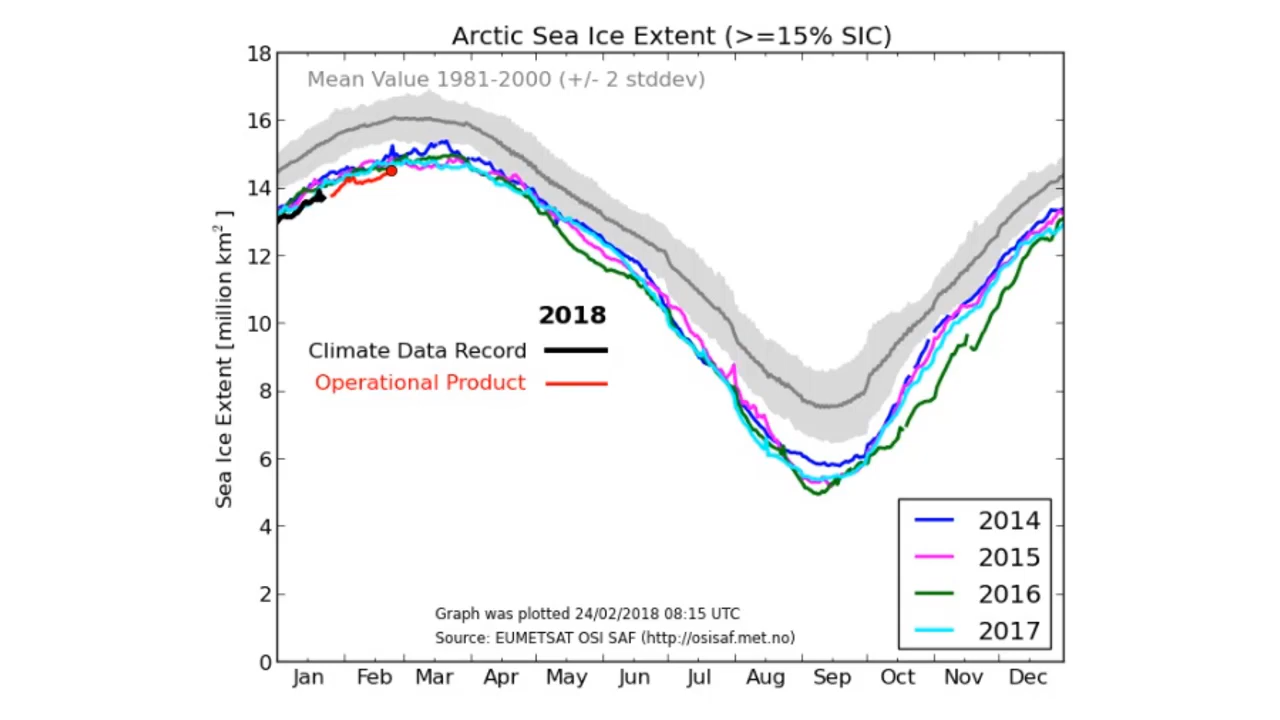 Arctic Sea Ice Extent (>=15% SIC)
Mean Value 1981-2000 (+/- 2 stddev)
18
16
14
12
10
8
6
4
2
0
Sea Ice Extent [million km²]
2018
Climate Data Record
Operational Product
2014
2015
2016
2017
Graph was plotted 24/02/2018 08:15 UTC
Source: EUMETSAT OSI SAF (http://osisaf.met.no)
Jan Feb Mar Apr May Jun Jul Aug Sep Oct Nov Dec